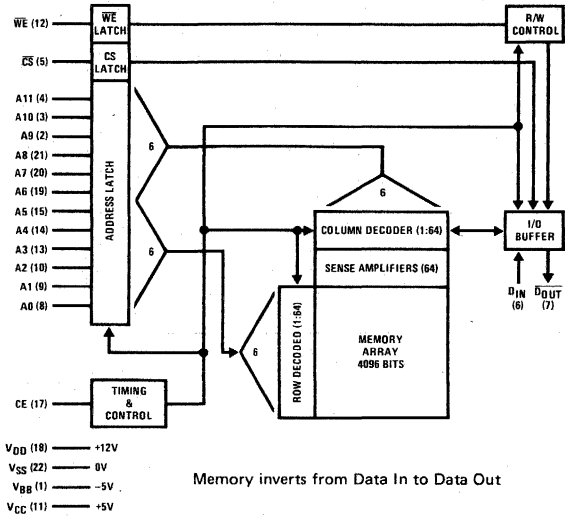 WE (12)
WE
LATCH
R/W
CONTROL
CS (5)
CS
LATCH
A11 (4)
A10 (3)
A9 (2)
A8 (21)
A7 (20)
A6 (19)
A5 (15)
A4 (14)
A3 (13)
A2 (10)
A1 (9)
A0 (8)
ADDRESS LATCH
6
6
6
COLUMN DECODER (1:64)
I/O
BUFFER
SENSE AMPLIFIERS (64)
DIN
(6)
DOUT
(7)
6
ROW DECODED (1:64)
MEMORY
ARRAY
4096 BITS
CE (17)
TIMING
&
CONTROL
VDD (18) +12V
VSS (22) 0V
VBB (1) −5V
VCC (11) +5V
Memory inverts from Data In to Data Out